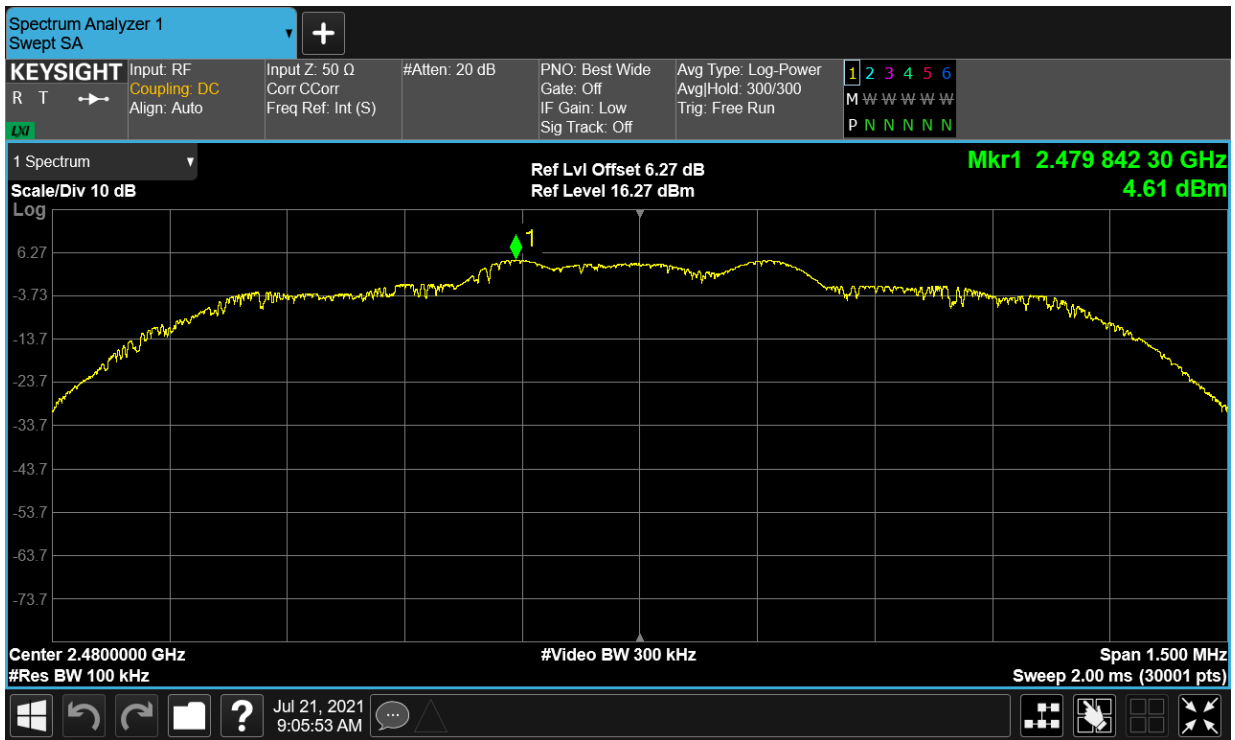 Spectrum Analyzer 1
Swept SA
+
KEYSIGHT
R T
LXI
Input: RF
Coupling: DC
Align: Auto
Input Z: 50 Ω
Corr CCorr
Freq Ref: Int (S)
#Atten: 20 dB
PNO: Best Wide
Gate: Off
IF Gain: Low
Sig Track: Off
Avg Type: Log-Power
Avg|Hold: 300/300
Trig: Free Run
1 2 3 4 5 6
M W W W W W
P N N N N N
1 Spectrum
Scale/Div 10 dB
Log
Ref Lvl Offset 6.27 dB
Ref Level 16.27 dBm
Mkr1 2.479 842 30 GHz
4.61 dBm
1
6.27
-3.73
-13.7
-23.7
-33.7
-43.7
-53.7
-63.7
-73.7
Center 2.4800000 GHz
#Res BW 100 kHz
#Video BW 300 kHz
Span 1.500 MHz
Sweep 2.00 ms (30001 pts)
?
Jul 21, 2021
9:05:53 AM